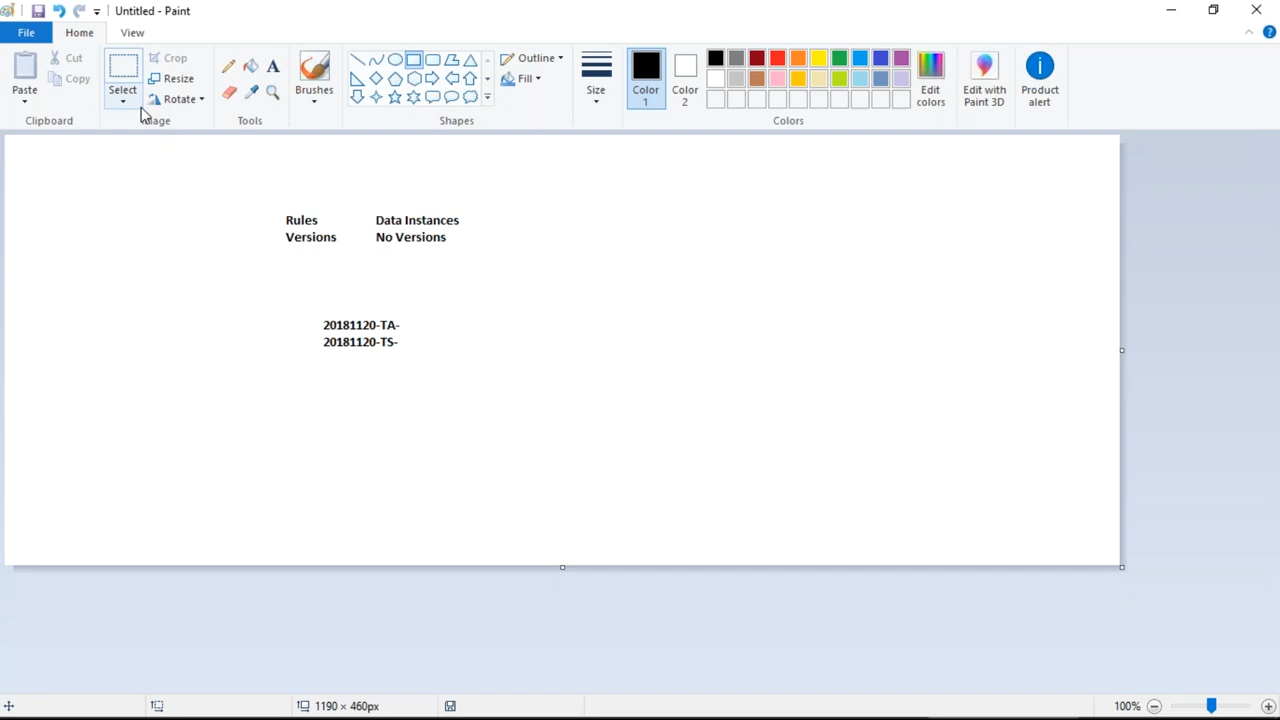 Untitled - Paint
File Home View
Paste
Cut
Copy
Clipboard
Select
Crop
Resize
Rotate
Tools
Brushes
Outline
Fill
Shapes
Size
Color 1
Color 2
Colors
Edit colors
Edit with Paint 3D
Product alert
Rules Data Instances
Versions No Versions
20181120-TA-
20181120-TS-
1190 × 460px
100%